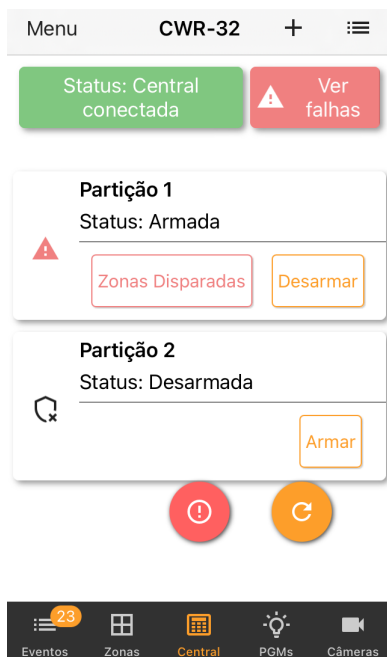 Menu CWR-32
Status: Central
conectada
Ver
falhas
Partição 1
Status: Armada
Zonas Disparadas Desarmar
Partição 2
Status: Desarmada
Armar
23
Eventos Zonas Central PGMs Câmeras